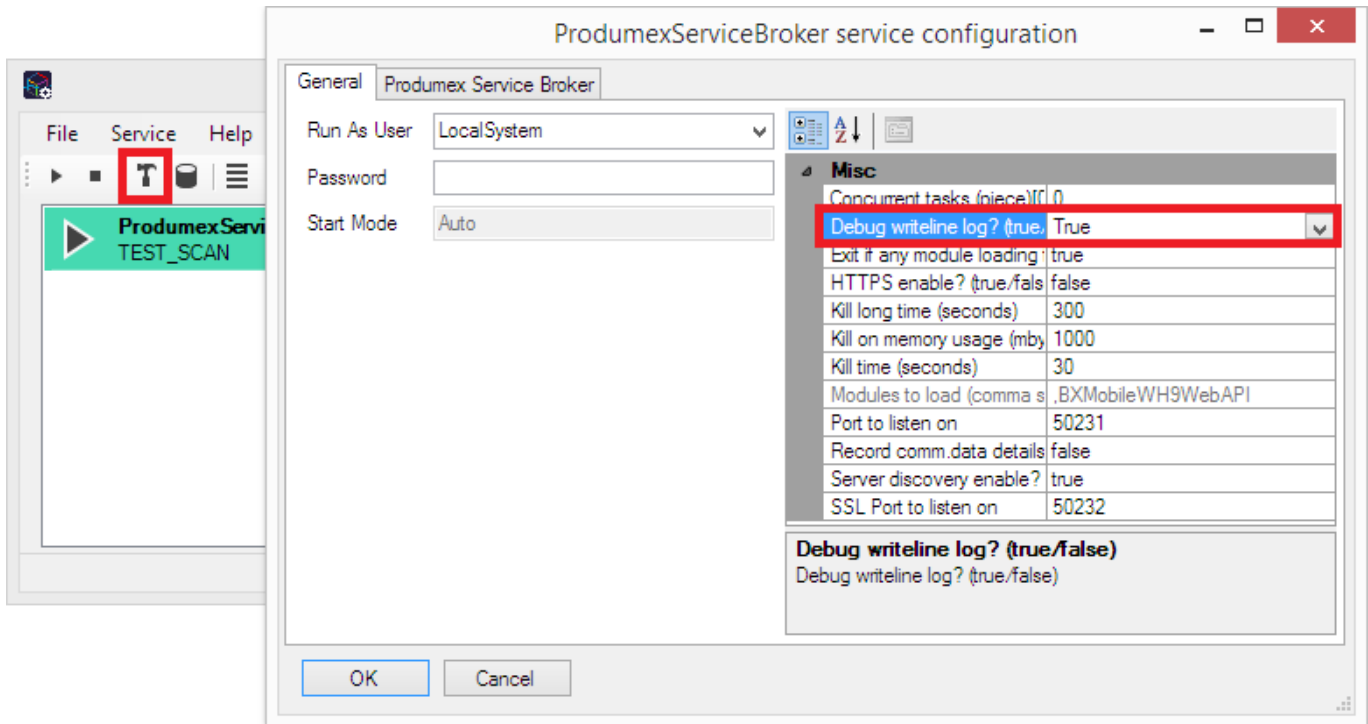 ProdumexServiceBroker service configuration
File Service Help
ProdumexServi
TEST_SCAN
General
Produmex Service Broker
Run As User LocalSystem
Password
Start Mode Auto
Misc
Concurrent tasks (piece)[[ 0
Debug writeline log? (true, True
Exit if any module loading true
HTTPS enable? (true/fals false
Kill long time (seconds) 300
Kill on memory usage (mby 1000
Kill time (seconds) 30
Modules to load (comma s ,BXMobileWH9WebAPI
Port to listen on 50231
Record comm.data details false
Server discovery enable? true
SSL Port to listen on 50232
Debug writeline log? (true/false)
Debug writeline log? (true/false)
OK
Cancel